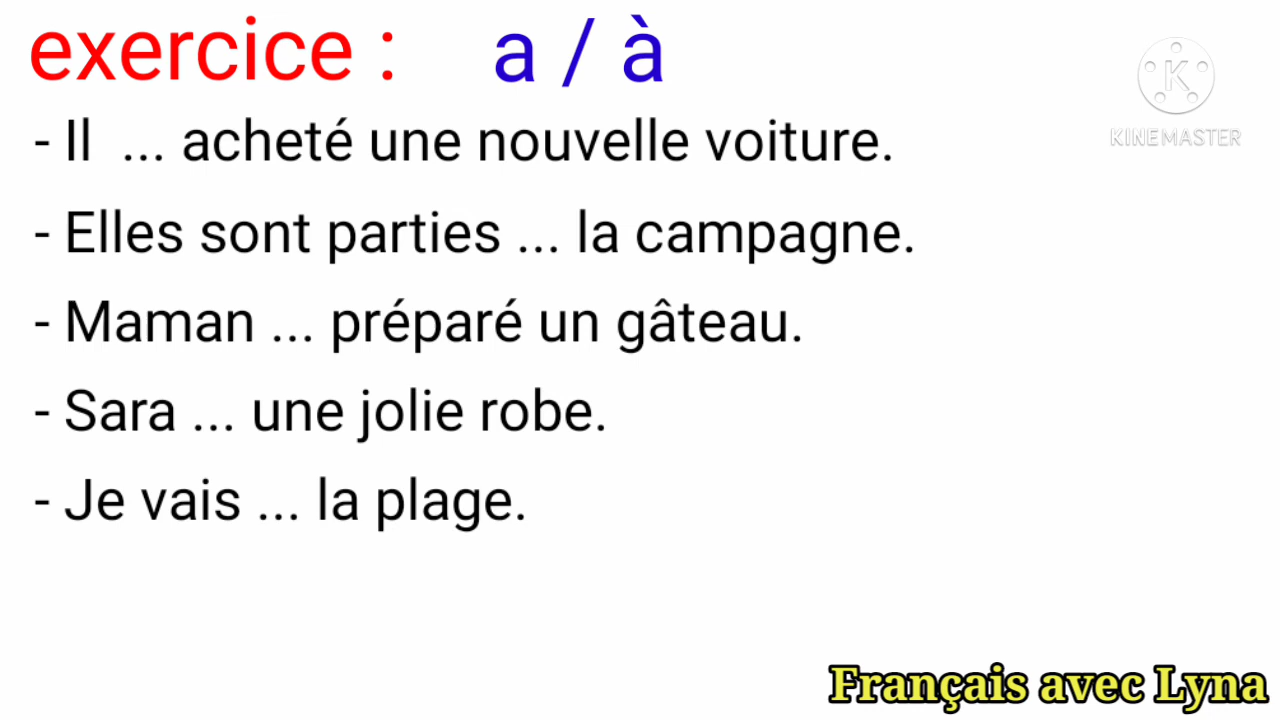 exercice : a / à
KINEMASTER
- Il ... acheté une nouvelle voiture.
- Elles sont parties ... la campagne.
- Maman ... préparé un gâteau.
- Sara ... une jolie robe.
- Je vais ... la plage.
Français avec Lyna